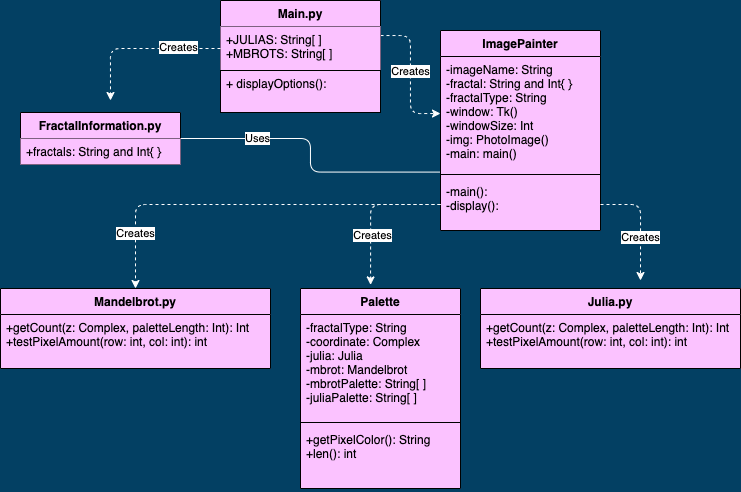 Main.py
+JULIAS: String[ ]
+MBROTS: String[ ]
+ displayOptions():
Creates
Creates
ImagePainter
-imageName: String
-fractal: String and Int{ }
-fractalType: String
-window: Tk()
-windowSize: Int
-img: PhotoImage()
-main: main()
-main():
-display():
FractalInformation.py
+fractals: String and Int{ }
Uses
Creates
Creates
Creates
Mandelbrot.py
+getCount(z: Complex, paletteLength: Int): Int
+testPixelAmount(row: int, col: int): int
Palette
-fractalType: String
-coordinate: Complex
-julia: Julia
-mbrot: Mandelbrot
-mbrotPalette: String[ ]
-juliaPalette: String[ ]
+getPixelColor(): String
+len(): int
Julia.py
+getCount(z: Complex, paletteLength: Int): Int
+testPixelAmount(row: int, col: int): int